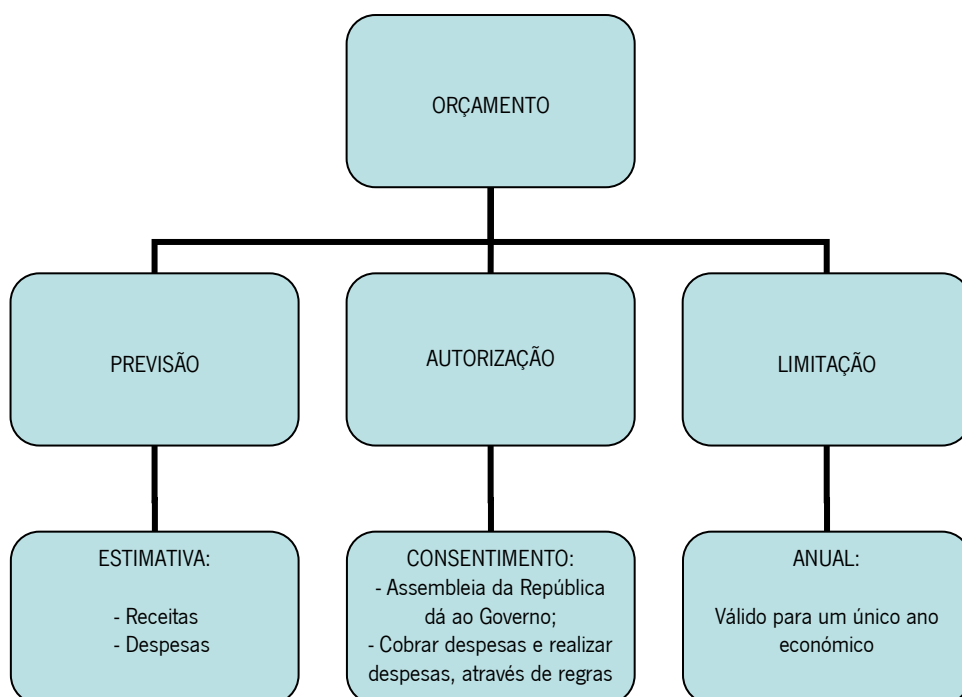 ORÇAMENTO
PREVISÃO
AUTORIZAÇÃO
LIMITAÇÃO
ESTIMATIVA:
- Receitas
- Despesas
CONSENTIMENTO:
- Assembleia da República
dá ao Governo;
- Cobrar despesas e realizar
despesas, através de regras
ANUAL:
Válido para um único ano
económico